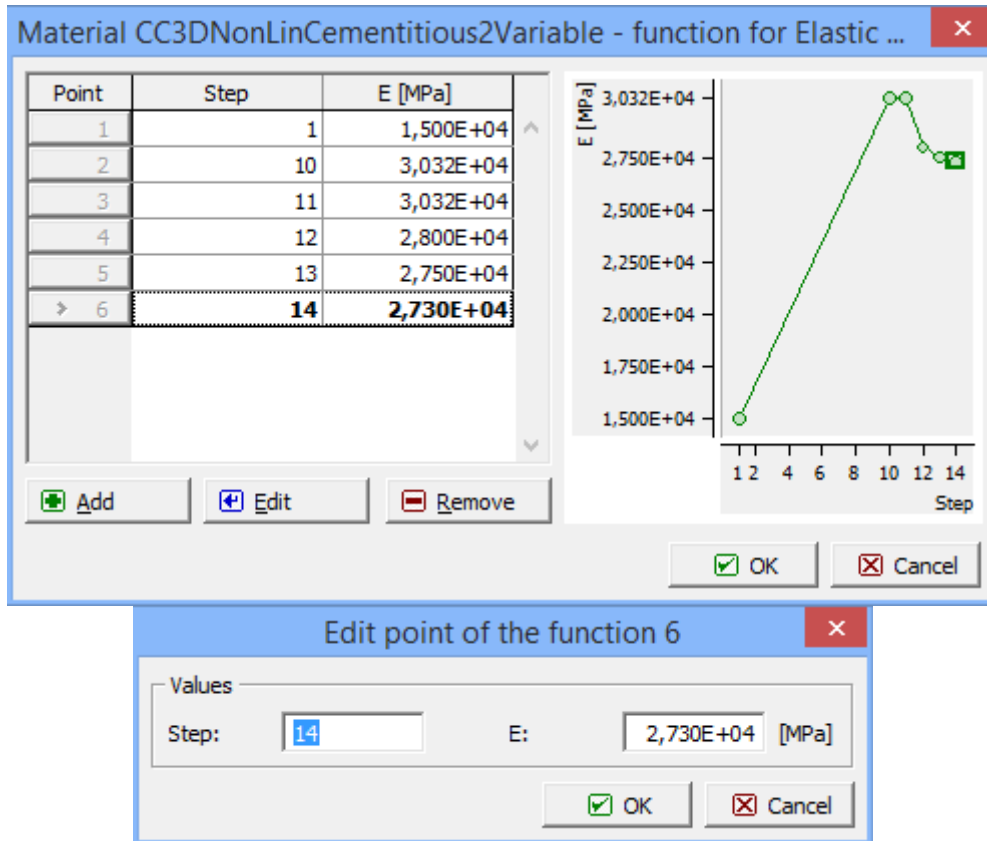 Material CC3DNonLinCementitious2Variable - function for Elastic ...
Point Step E [MPa]
1 1 1,500E+04
2 10 3,032E+04
3 11 3,032E+04
4 12 2,800E+04
5 13 2,750E+04
6 14 2,730E+04
Add Edit Remove
E [MPa]
3,032E+04
2,750E+04
2,500E+04
2,250E+04
2,000E+04
1,750E+04
1,500E+04
1 2 4 6 8 10 12 14
Step
OK Cancel
Edit point of the function 6
Values
Step: 14 E: 2,730E+04 [MPa]
OK Cancel